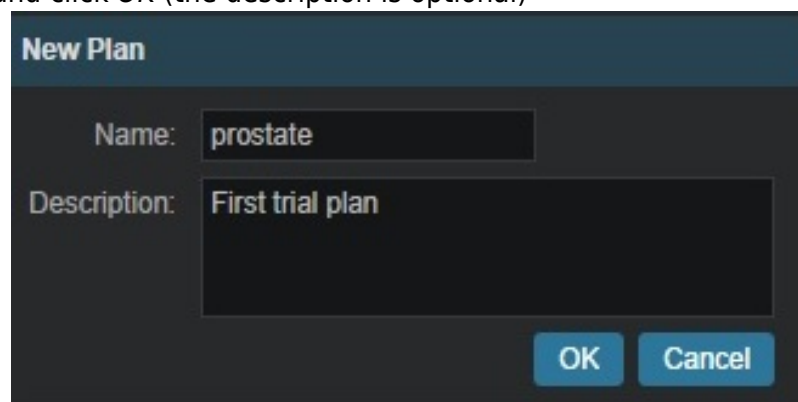 and click OK (the description is optional)
New Plan
Name: prostate
Description: First trial plan
OK Cancel